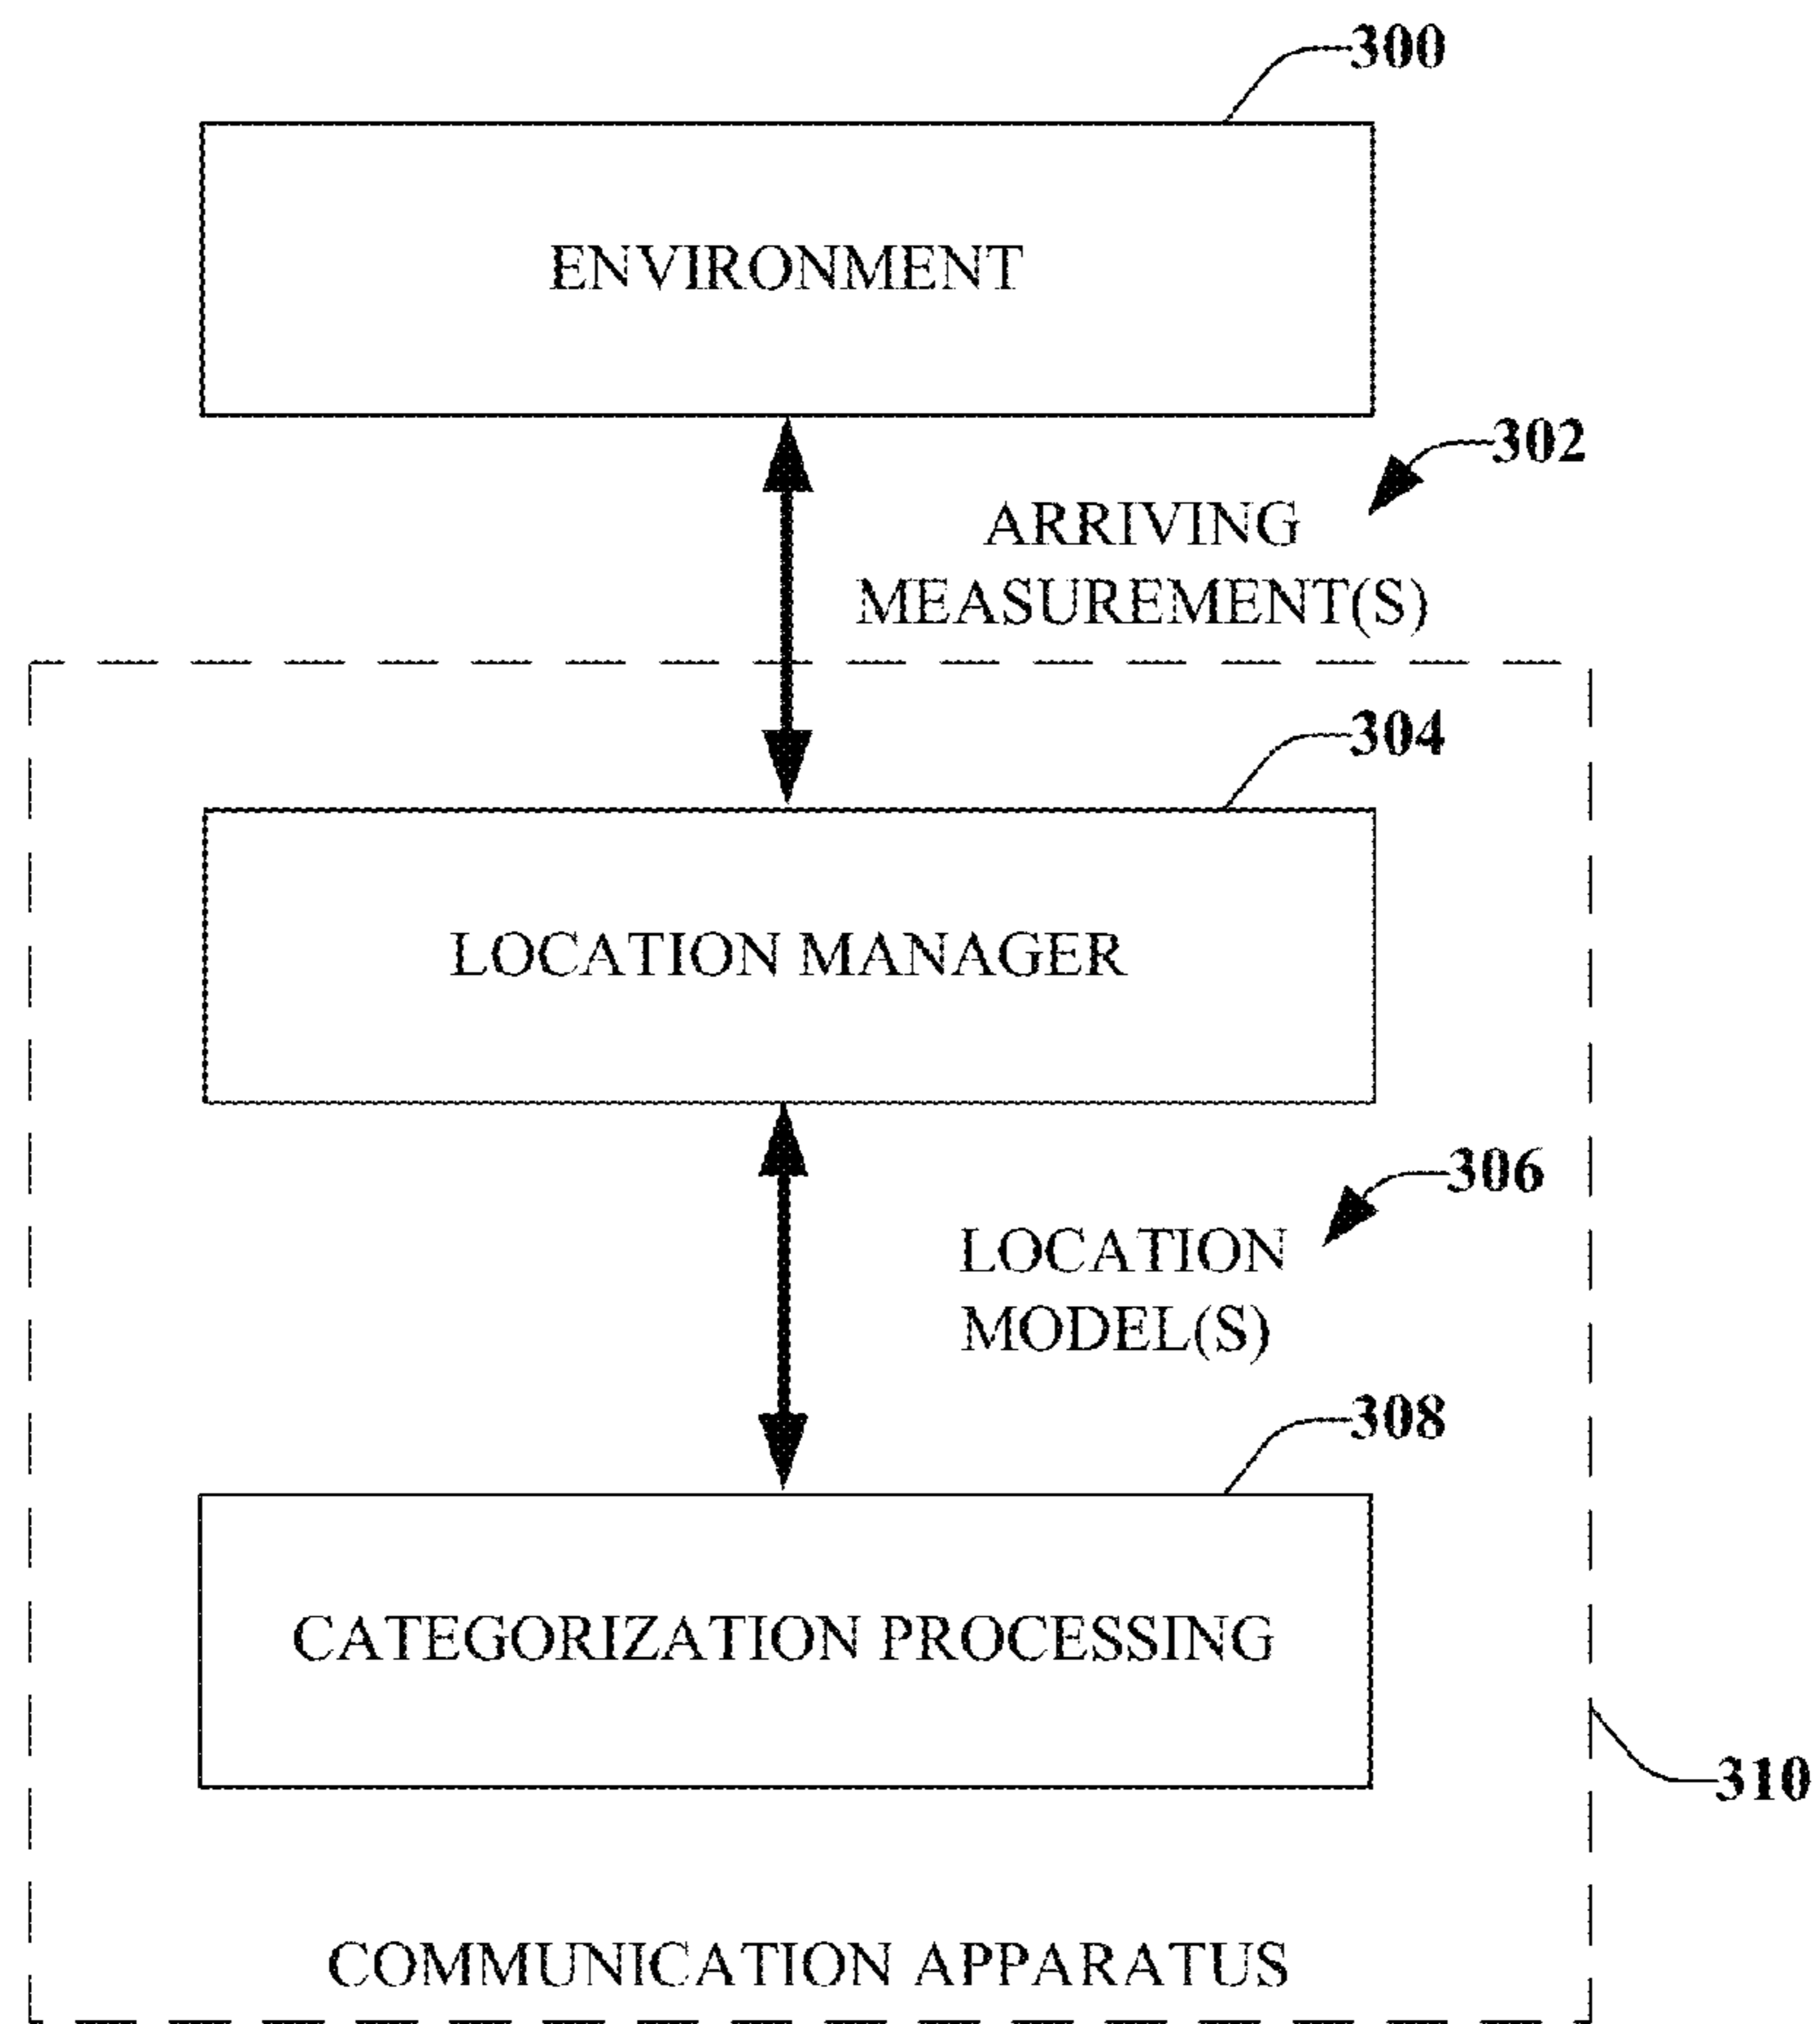 300
ENVIRONMENT
302
ARRIVING
MEASUREMENT(S)
304
LOCATION MANAGER
306
LOCATION
MODEL(S)
308
CATEGORIZATION PROCESSING
310
COMMUNICATION APPARATUS